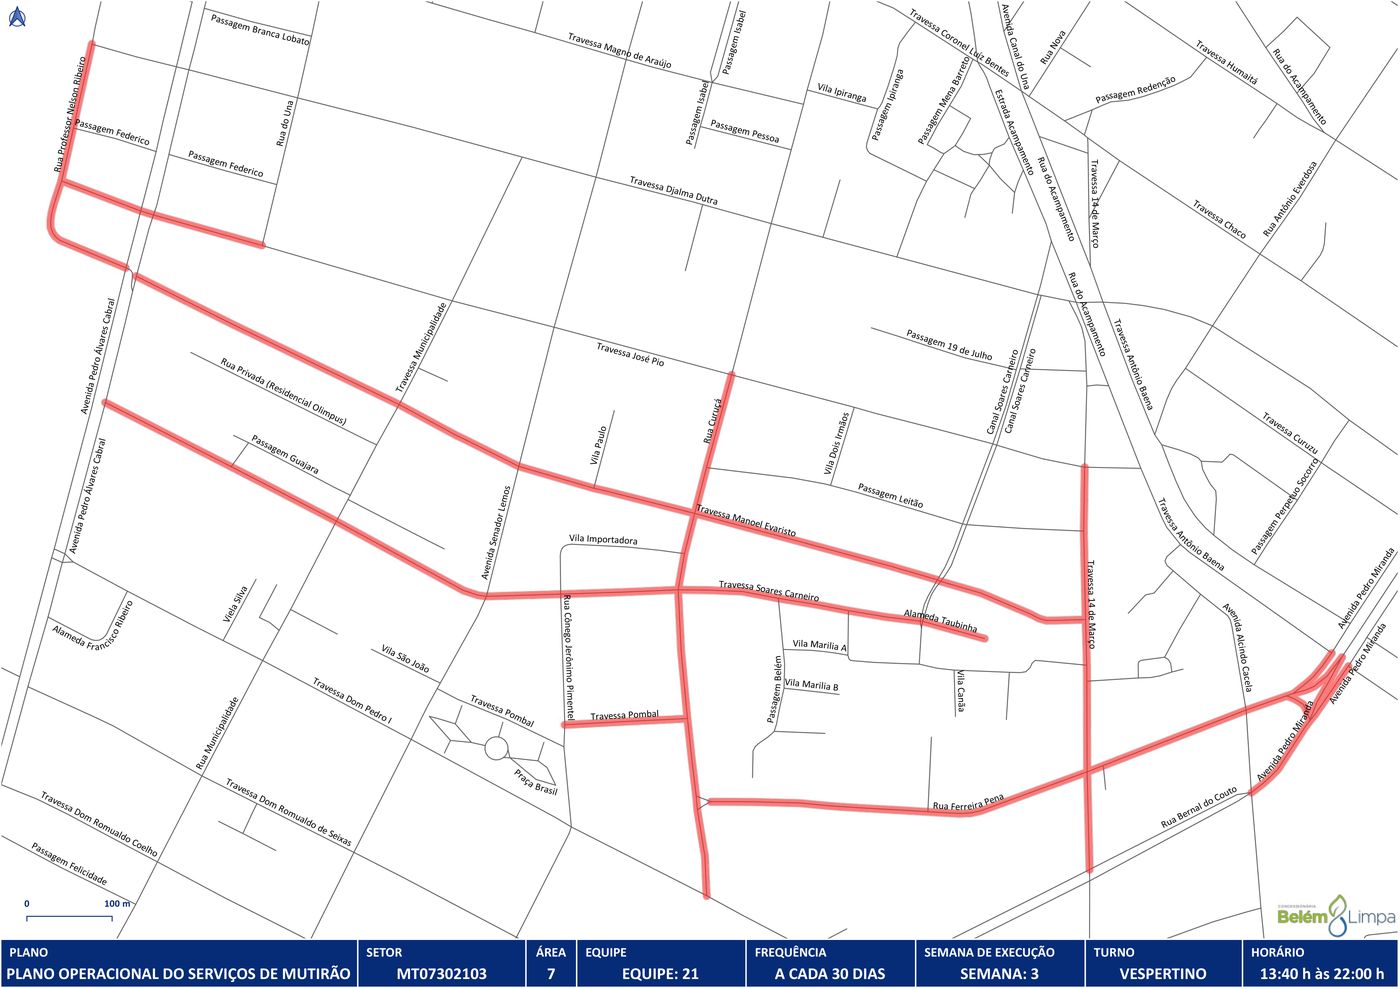 Passagem Branca Lobato
Travessa Magno de Araújo
Passagem Isabel
Passagem Isabel
Travessa Coronel Luiz Bentes
Avenida Canal do Una
Rua Nova
Travessa Humaitá
Rua do Acampamento
Vila Ipiranga
Passagem Ipiranga
Passagem Mena Barreto
Estrada Acampamento
Passagem Redenção
Rua Professor Nelson Ribeiro
Passagem Federico
Passagem Federico
Rua do Una
Passagem Pessoa
Travessa Djalma Dutra
Rua do Acampamento
Travessa 14 de Março
Travessa Chaco
Rua Antônio Everdosa
Avenida Pedro Álvares Cabral
Travessa Municipalidade
Travessa José Pio
Passagem 19 de Julho
Rua do Acampamento
Travessa Antônio Baena
Canal Soares Carneiro
Canal Soares Carneiro
Rua Privada (Residencial Olimpus)
Passagem Guajara
Vila Paulo
Rua Curuçá
Vila Dois Irmãos
Passagem Leitão
Travessa Curuzu
Passagem Perpétuo Socorro
Avenida Pedro Álvares Cabral
Avenida Senador Lemos
Travessa Manoel Evaristo
Travessa Antônio Baena
Vila Importadora
Travessa Soares Carneiro
Alameda Taubinha
Travessa 14 de Março
Avenida Pedro Miranda
Avenida Alcindo Cacela
Alameda Francisco Ribeiro
Viela Silva
Vila São João
Rua Cônego Jerônimo Pimentel
Vila Marilia A
Vila Marilia B
Passagem Belém
Vila Canãa
Avenida Pedro Miranda
Travessa Dom Pedro I
Travessa Pombal
Travessa Pombal
Rua Municipalidade
Praça Brasil
Avenida Pedro Miranda
Rua Ferreira Pena
Rua Bernal do Couto
Travessa Dom Romualdo Coelho
Travessa Dom Romualdo de Seixas
Passagem Felicidade
0 100 m
CONCESSIONÁRIA
Belém Limpa
PLANO
PLANO OPERACIONAL DO SERVIÇOS DE MUTIRÃO
SETOR
MT07302103
ÁREA
7
EQUIPE
EQUIPE: 21
FREQUÊNCIA
A CADA 30 DIAS
SEMANA DE EXECUÇÃO
SEMANA: 3
TURNO
VESPERTINO
HORÁRIO
13:40 h às 22:00 h